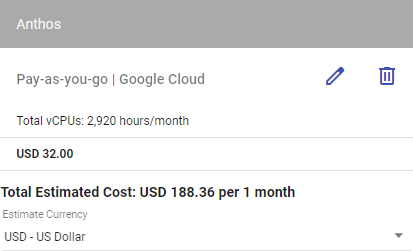 Anthos
Pay-as-you-go | Google Cloud
Total vCPUs: 2,920 hours/month
USD 32.00
Total Estimated Cost: USD 188.36 per 1 month
Estimate Currency
USD - US Dollar